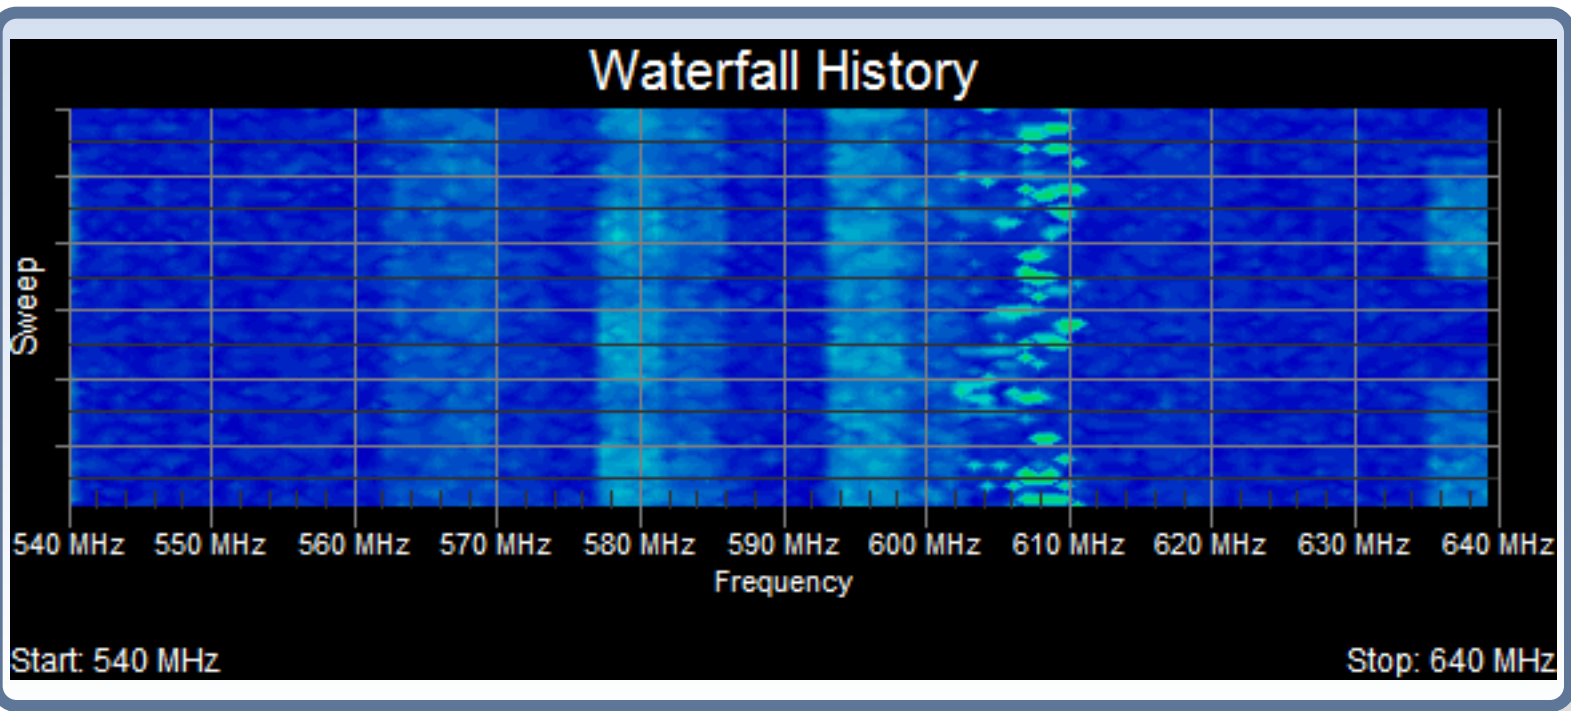 Waterfall History
Sweep
540 MHz 550 MHz 560 MHz 570 MHz 580 MHz 590 MHz 600 MHz 610 MHz 620 MHz 630 MHz 640 MHz
Frequency
Start: 540 MHz Stop: 640 MHz